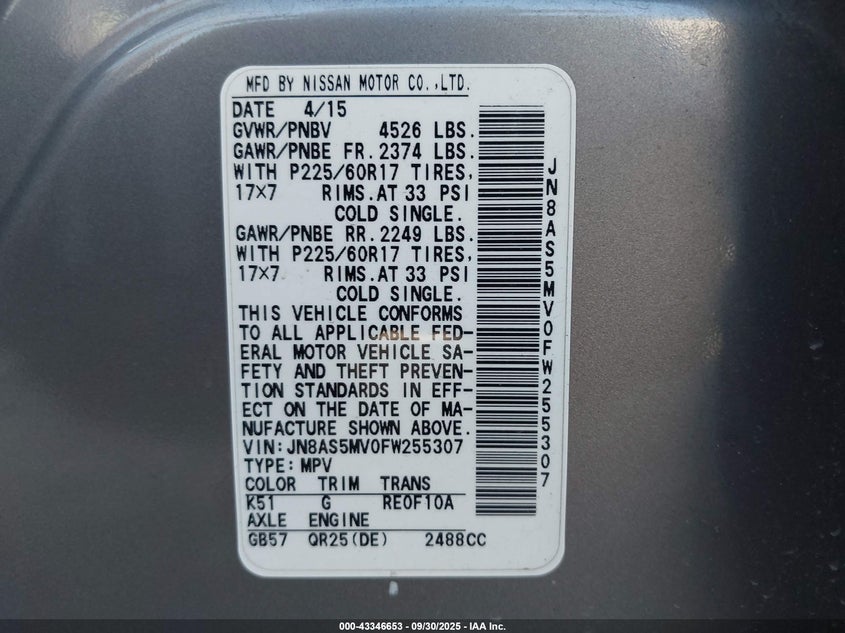 MFD BY NISSAN MOTOR CO.,LTD.
DATE 4/15
GVWR/PNBV 4526 LBS.
GAWR/PNBE FR. 2374 LBS.
WITH P225/60R17 TIRES,
17×7 RIMS.AT 33 PSI
COLD SINGLE.
GAWR/PNBE RR. 2249 LBS.
WITH P225/60R17 TIRES,
17×7 RIMS.AT 33 PSI
COLD SINGLE.
THIS VEHICLE CONFORMS
TO ALL APPLICABLE FED-
ERAL MOTOR VEHICLE SA-
FETY AND THEFT PREVEN-
TION STANDARDS IN EFF-
ECT ON THE DATE OF MA-
NUFACTURE SHOWN ABOVE.
VIN:JN8AS5MV0FW255307
TYPE:MPV
COLOR TRIM TRANS
K51 G RE0F10A
AXLE ENGINE
GB57 QR25(DE) 2488CC
JN8AS5MV0FW255307
000-43346653 - 09/30/2025 - IAA Inc.